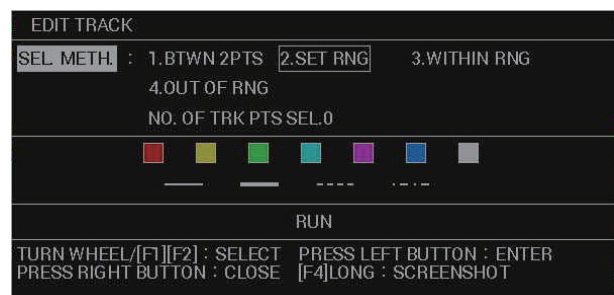 EDIT TRACK
SEL. METH. : 1.BTWN 2PTS 2.SET RNG 3.WITHIN RNG
4.OUT OF RNG
NO. OF TRK PTS SEL.0
RUN
TURN WHEEL/[F1][F2] : SELECT PRESS LEFT BUTTON : ENTER
PRESS RIGHT BUTTON : CLOSE [F4]LONG : SCREENSHOT